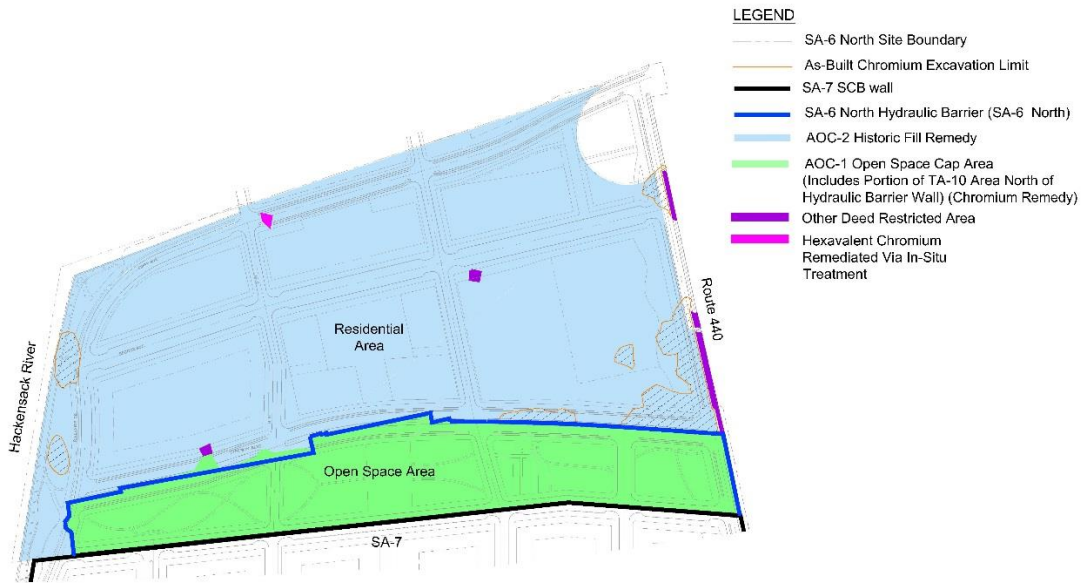 LEGEND
SA-6 North Site Boundary
As-Built Chromium Excavation Limit
SA-7 SCB wall
SA-6 North Hydraulic Barrier (SA-6 North)
AOC-2 Historic Fill Remedy
AOC-1 Open Space Cap Area
(Includes Portion of TA-10 Area North of
Hydraulic Barrier Wall) (Chromium Remedy)
Other Deed Restricted Area
Hexavalent Chromium
Remediated Via In-Situ
Treatment
Hackensack River
Residential
Area
Route 440
Open Space Area
SA-7